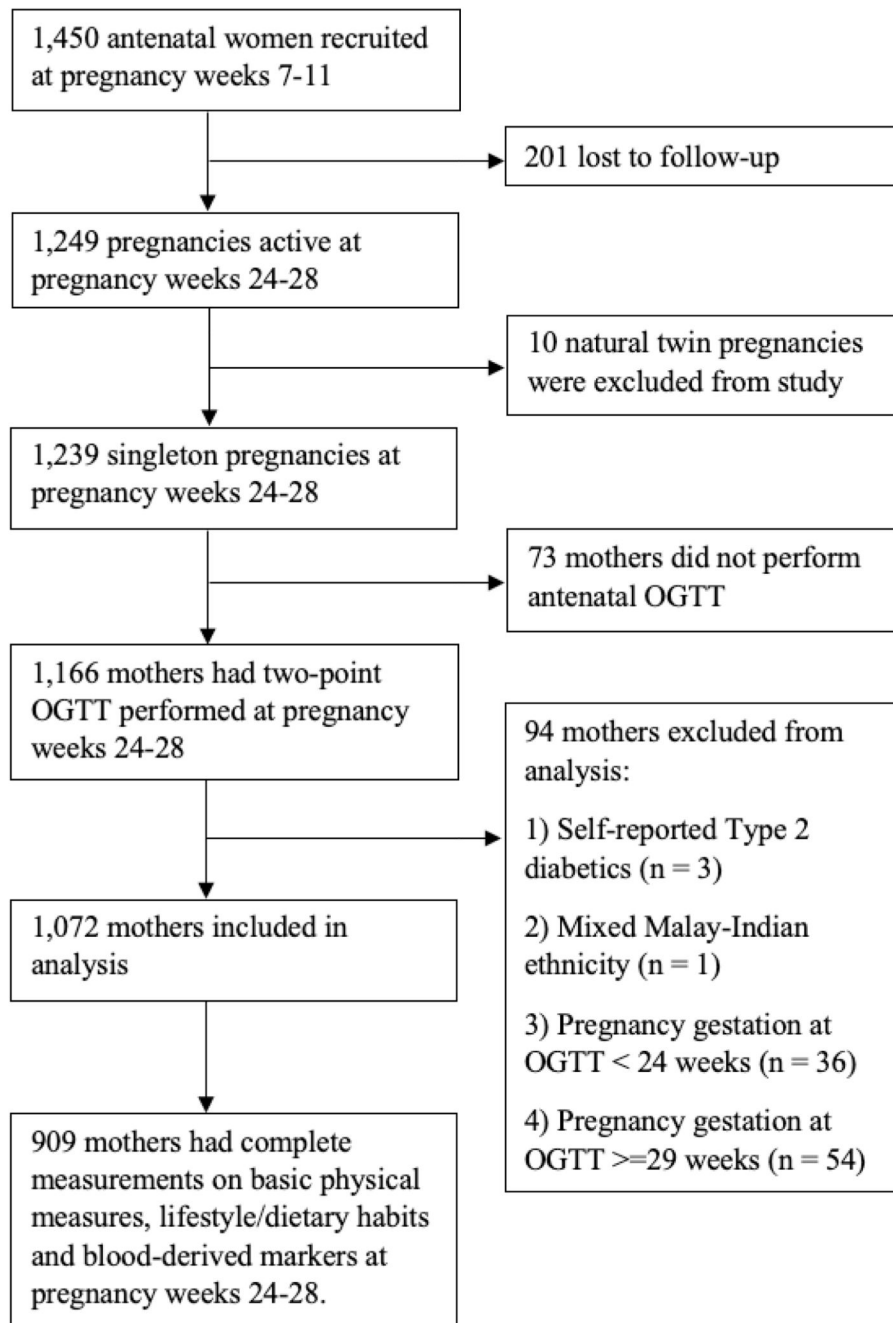 1,450 antenatal women recruited
at pregnancy weeks 7-11
201 lost to follow-up
1,249 pregnancies active at
pregnancy weeks 24-28
10 natural twin pregnancies
were excluded from study
1,239 singleton pregnancies at
pregnancy weeks 24-28
73 mothers did not perform
antenatal OGTT
1,166 mothers had two-point
OGTT performed at pregnancy
weeks 24-28
94 mothers excluded from
analysis:
1) Self-reported Type 2
diabetics (n = 3)
2) Mixed Malay-Indian
ethnicity (n = 1)
3) Pregnancy gestation at
OGTT < 24 weeks (n = 36)
4) Pregnancy gestation at
OGTT >=29 weeks (n = 54)
1,072 mothers included in
analysis
909 mothers had complete
measurements on basic physical
measures, lifestyle/dietary habits
and blood-derived markers at
pregnancy weeks 24-28.